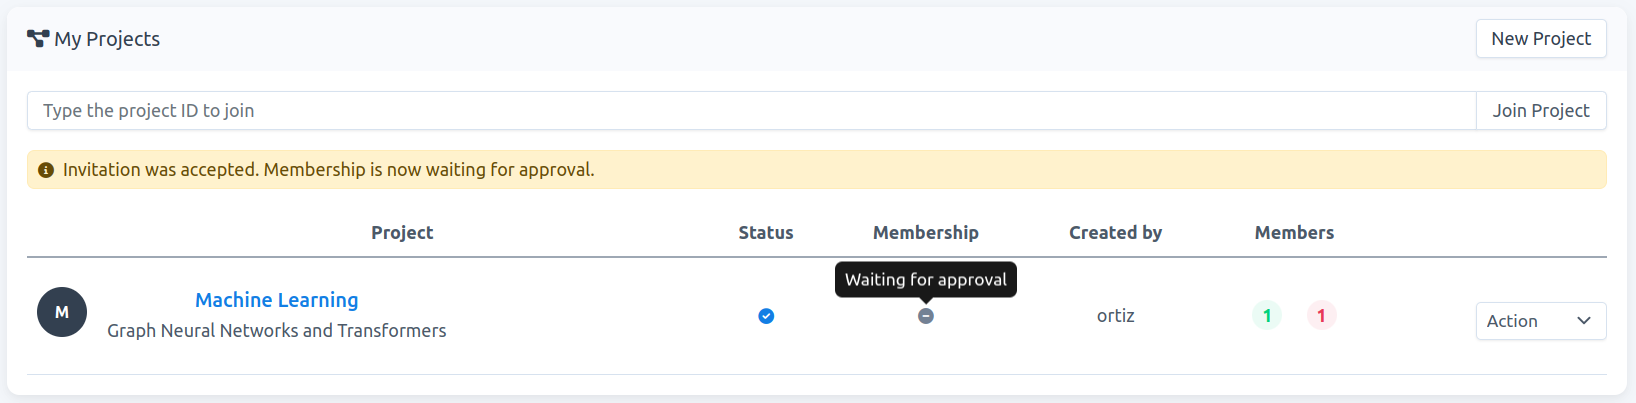 My Projects
New Project
Type the project ID to join
Join Project
Invitation was accepted. Membership is now waiting for approval.
Project Status Membership Created by Members
Waiting for approval
M
Machine Learning
Graph Neural Networks and Transformers
ortiz
1 1
Action